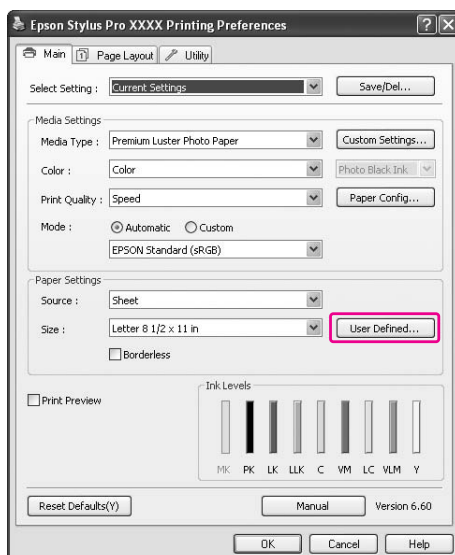 Epson Stylus Pro XXXX Printing Preferences
Main Page Layout Utility
Select Setting : Current Settings Save/Del...
Media Settings
Media Type : Premium Luster Photo Paper Custom Settings...
Color : Color Photo Black Ink
Print Quality : Speed Paper Config...
Mode : Automatic Custom
EPSON Standard (sRGB)
Paper Settings
Source : Sheet
Size : Letter 8 1/2 x 11 in User Defined...
Borderless
Print Preview
Ink Levels
MK PK LK LLK C VM LC VLM Y
Reset Defaults(Y) Manual Version 6.60
OK Cancel Help